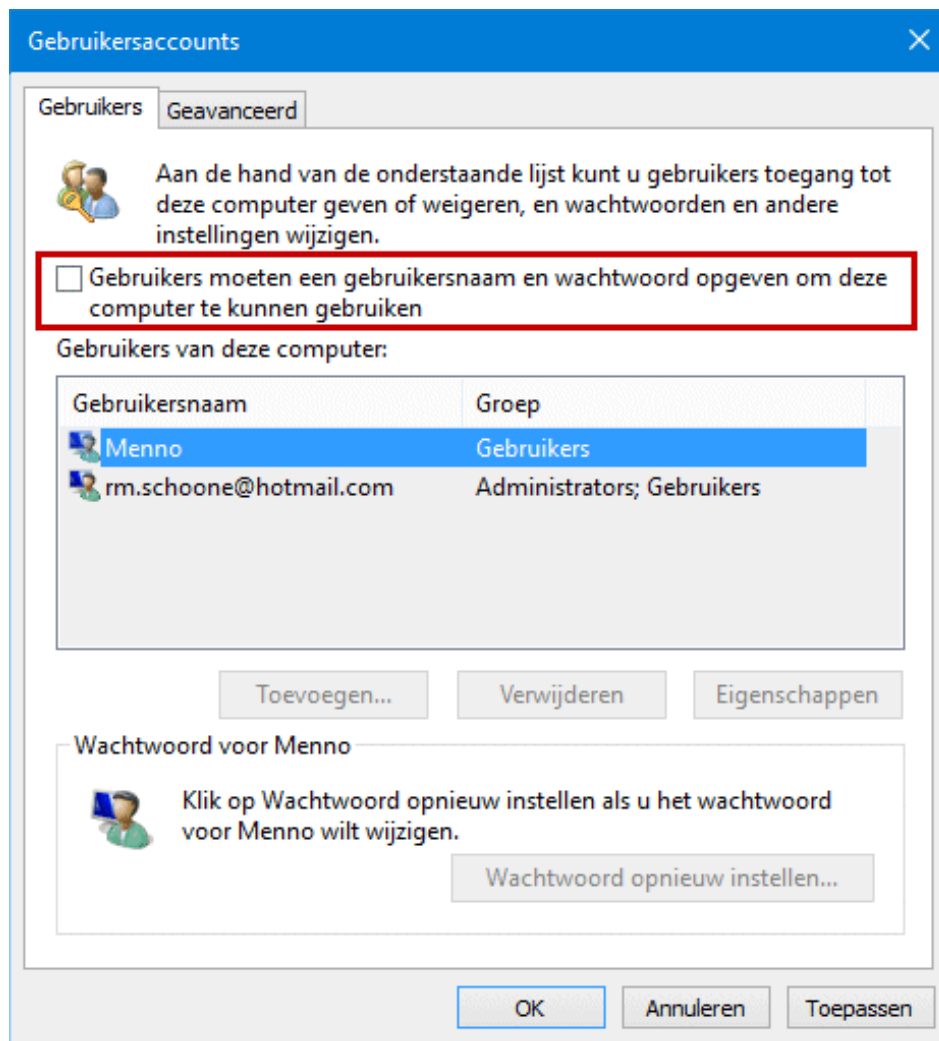 Gebruikersaccounts
Gebruikers
Geavanceerd
Aan de hand van de onderstaande lijst kunt u gebruikers toegang tot
deze computer geven of weigeren, en wachtwoorden en andere
instellingen wijzigen.
Gebruikers moeten een gebruikersnaam en wachtwoord opgeven om deze
computer te kunnen gebruiken
Gebruikers van deze computer:
Gebruikersnaam Groep
Menno Gebruikers
rm.schoone@hotmail.com Administrators; Gebruikers
Toevoegen... Verwijderen Eigenschappen
Wachtwoord voor Menno
Klik op Wachtwoord opnieuw instellen als u het wachtwoord
voor Menno wilt wijzigen.
Wachtwoord opnieuw instellen...
OK Annuleren Toepassen